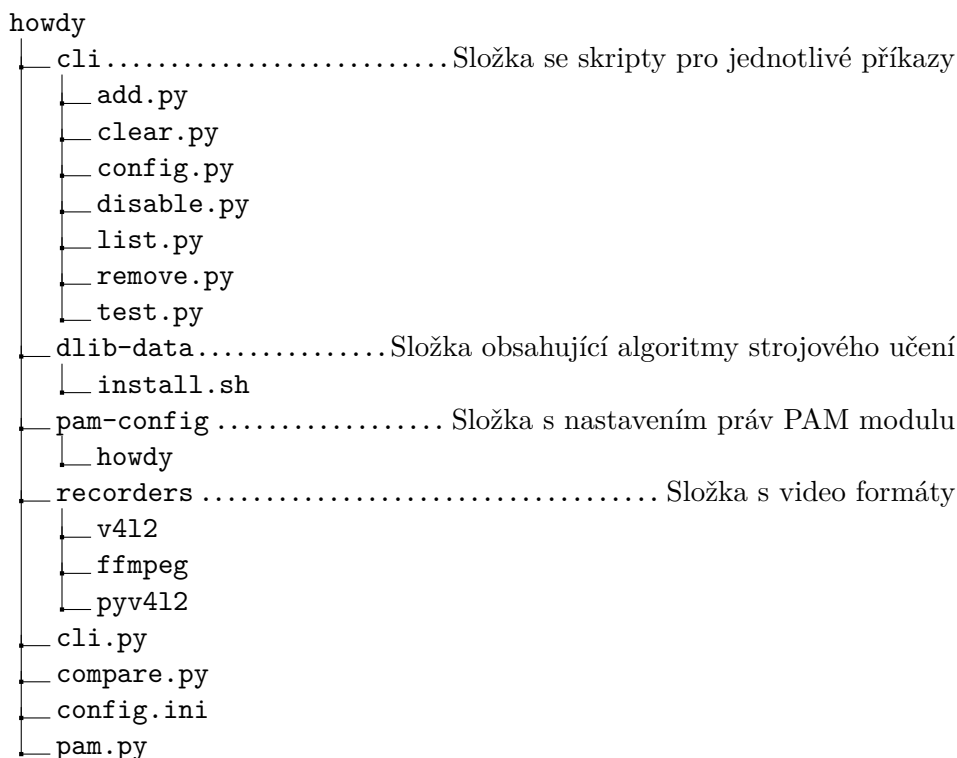 howdy
cli...........................Složka se skripty pro jednotlivé příkazy
add.py
clear.py
config.py
disable.py
list.py
remove.py
test.py
dlib-data...............Složka obsahující algoritmy strojového učení
install.sh
pam-config..................Složka s nastavením práv PAM modulu
howdy
recorders....................................Složka s video formáty
v4l2
ffmpeg
pyv4l2
cli.py
compare.py
config.ini
pam.py